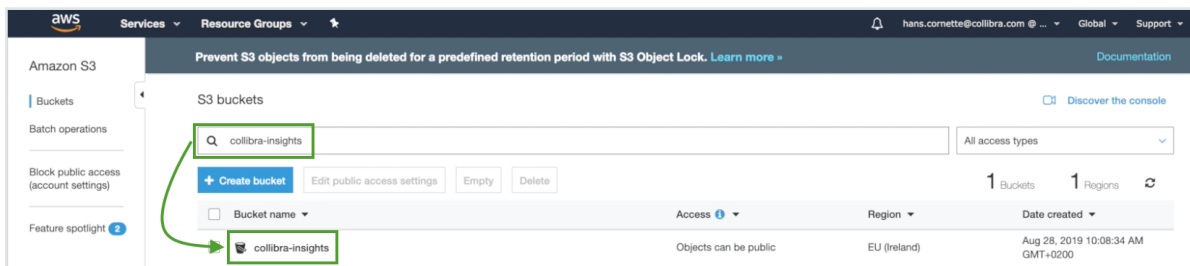 aws Services Resource Groups hans.cornette@collibra.com @ ... Global Support
Amazon S3
Prevent S3 objects from being deleted for a predefined retention period with S3 Object Lock. Learn more » Documentation
Buckets
Batch operations
Block public access
(account settings)
Feature spotlight 2
S3 buckets Discover the console
collibra-insights All access types
+ Create bucket Edit public access settings Empty Delete 1 Buckets 1 Regions
Bucket name Access Region Date created
collibra-insights Objects can be public EU (Ireland) Aug 28, 2019 10:08:34 AM
GMT+0200